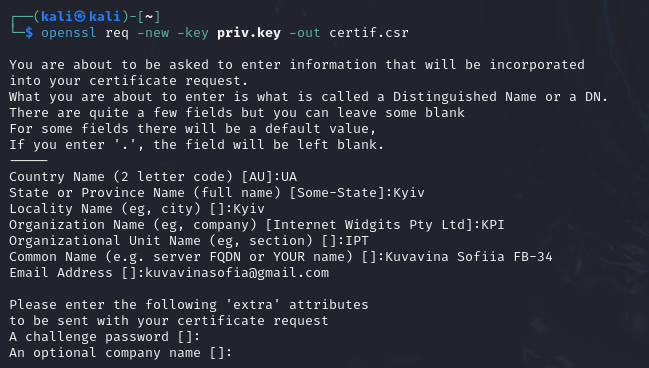 ┌──(kali㉿kali)-[~]
└─$ openssl req -new -key priv.key -out certif.csr
You are about to be asked to enter information that will be incorporated
into your certificate request.
What you are about to enter is what is called a Distinguished Name or a DN.
There are quite a few fields but you can leave some blank
For some fields there will be a default value,
If you enter '.', the field will be left blank.
-----
Country Name (2 letter code) [AU]:UA
State or Province Name (full name) [Some-State]:Kyiv
Locality Name (eg, city) []:Kyiv
Organization Name (eg, company) [Internet Widgits Pty Ltd]:KPI
Organizational Unit Name (eg, section) []:IPT
Common Name (e.g. server FQDN or YOUR name) []:Kuvavina Sofiia FB-34
Email Address []:kuvavinasofia@gmail.com
Please enter the following 'extra' attributes
to be sent with your certificate request
A challenge password []:
An optional company name []: